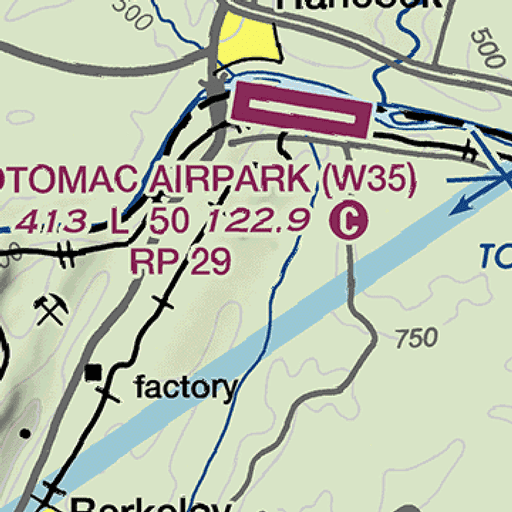 Hancock
500
500
OTOMAC AIRPARK (W35)
413 L 50 122.9 C
RP 29
TO
750
factory
Berkeley